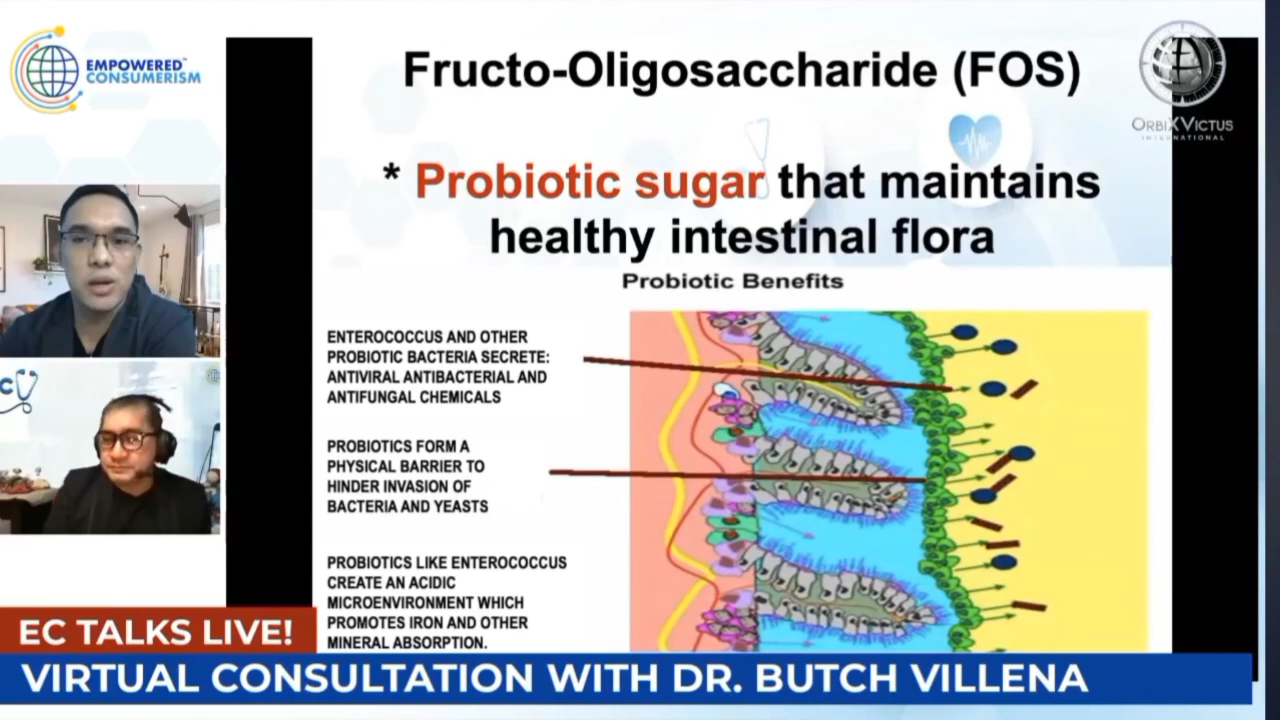 EMPOWERED™
CONSUMERISM
Fructo-Oligosaccharide (FOS)
ORBIXVICTUS
INTERNATIONAL
* Probiotic sugar that maintains
healthy intestinal flora
Probiotic Benefits
ENTEROCOCCUS AND OTHER
PROBIOTIC BACTERIA SECRETE:
ANTIVIRAL ANTIBACTERIAL AND
ANTIFUNGAL CHEMICALS
PROBIOTICS FORM A
PHYSICAL BARRIER TO
HINDER INVASION OF
BACTERIA AND YEASTS
PROBIOTICS LIKE ENTEROCOCCUS
CREATE AN ACIDIC
MICROENVIRONMENT WHICH
PROMOTES IRON AND OTHER
MINERAL ABSORPTION.
EC TALKS LIVE!
VIRTUAL CONSULTATION WITH DR. BUTCH VILLENA